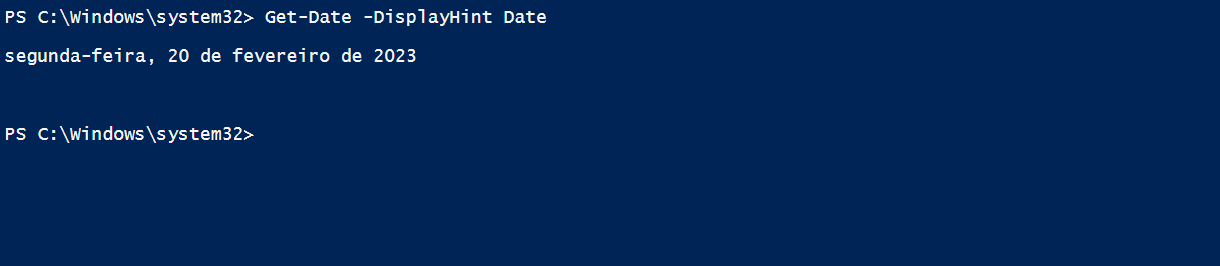 PS C:\Windows\system32> Get-Date -DisplayHint Date
segunda-feira, 20 de fevereiro de 2023
PS C:\Windows\system32>